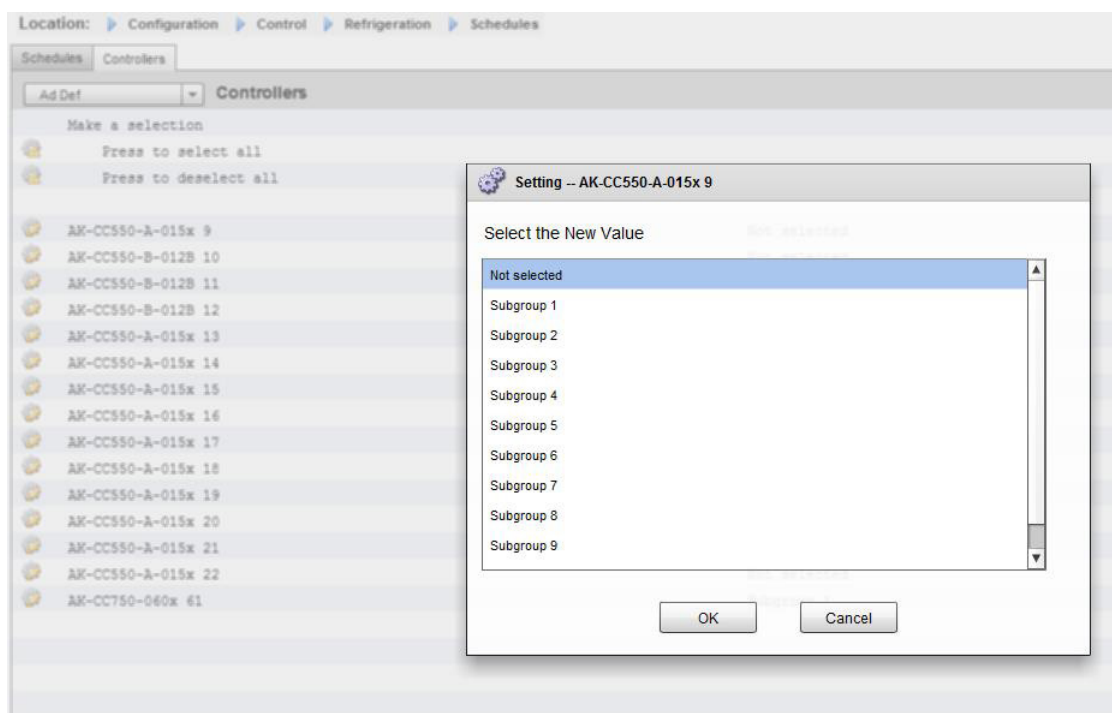 Location: Configuration Control Refrigeration Schedules
Schedules Controllers
Ad Def Controllers
Make a selection
Press to select all
Press to deselect all
AK-CC550-A-015x 9
AK-CC550-B-012B 10
AK-CC550-B-012B 11
AK-CC550-B-012B 12
AK-CC550-A-015x 13
AK-CC550-A-015x 14
AK-CC550-A-015x 15
AK-CC550-A-015x 16
AK-CC550-A-015x 17
AK-CC550-A-015x 18
AK-CC550-A-015x 19
AK-CC550-A-015x 20
AK-CC550-A-015x 21
AK-CC550-A-015x 22
AK-CC750-060x 61
Setting -- AK-CC550-A-015x 9
Select the New Value
Not selected
Not selected
Subgroup 1
Subgroup 2
Subgroup 3
Subgroup 4
Subgroup 5
Subgroup 6
Subgroup 7
Subgroup 8
Subgroup 9
Not selected
OK Cancel